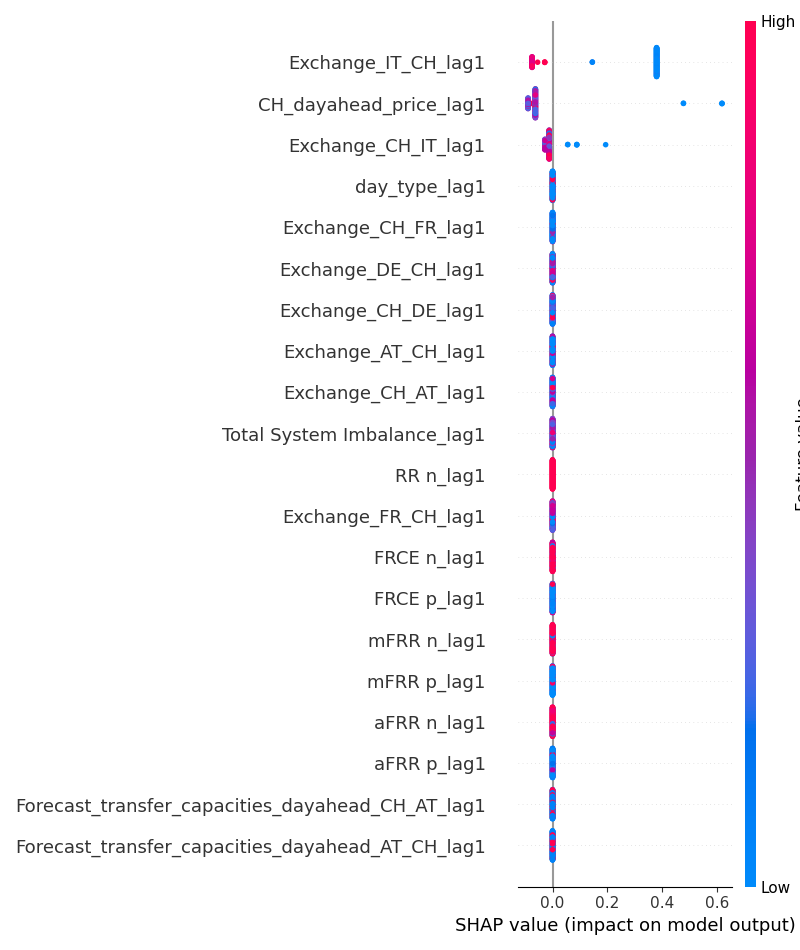 High
Exchange_IT_CH_lag1
CH_dayahead_price_lag1
Exchange_CH_IT_lag1
day_type_lag1
Exchange_CH_FR_lag1
Exchange_DE_CH_lag1
Exchange_CH_DE_lag1
Exchange_AT_CH_lag1
Exchange_CH_AT_lag1
Total System Imbalance_lag1
RR n_lag1
Exchange_FR_CH_lag1
FRCE n_lag1
FRCE p_lag1
mFRR n_lag1
mFRR p_lag1
aFRR n_lag1
aFRR p_lag1
Forecast_transfer_capacities_dayahead_CH_AT_lag1
Forecast_transfer_capacities_dayahead_AT_CH_lag1
Low
0.0 0.2 0.4 0.6
SHAP value (impact on model output)